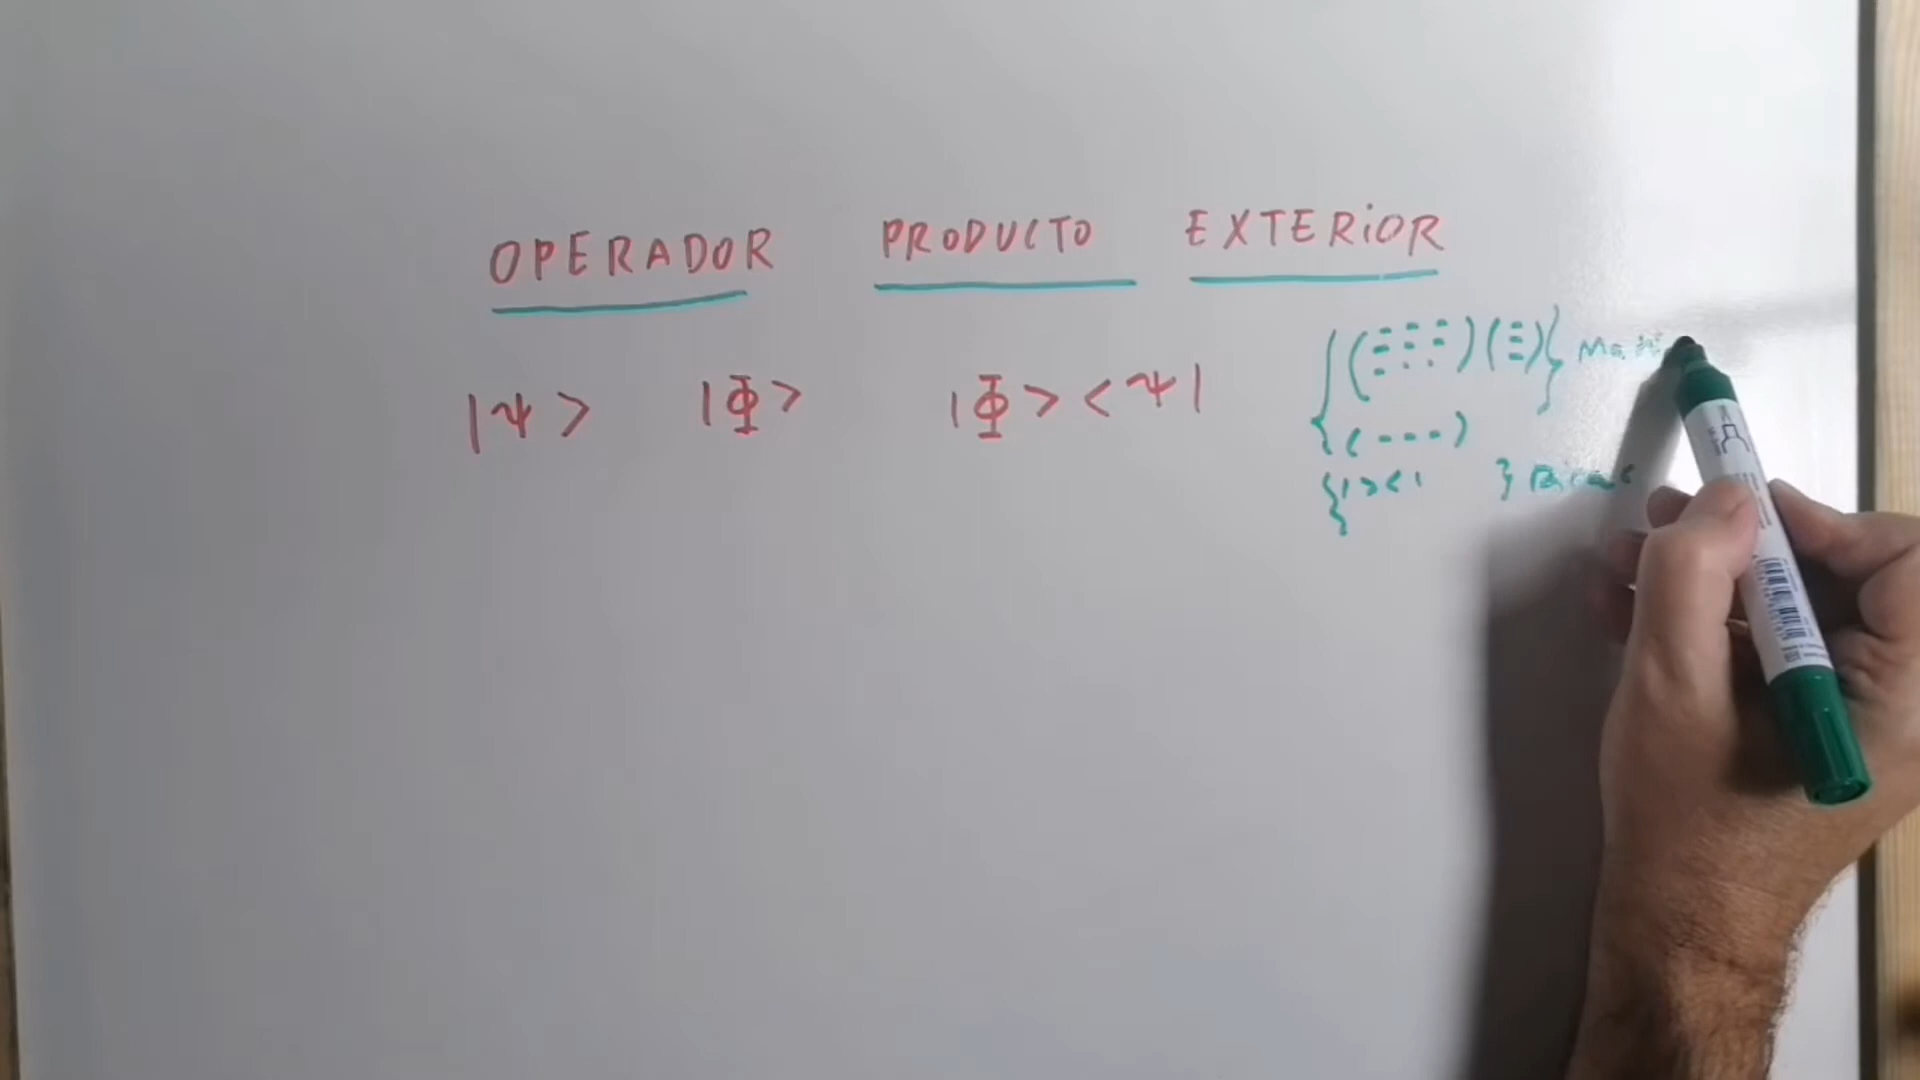 OPERADOR PRODUCTO EXTERIOR
|ψ> |Φ> |Φ><ψ|
{|><| }